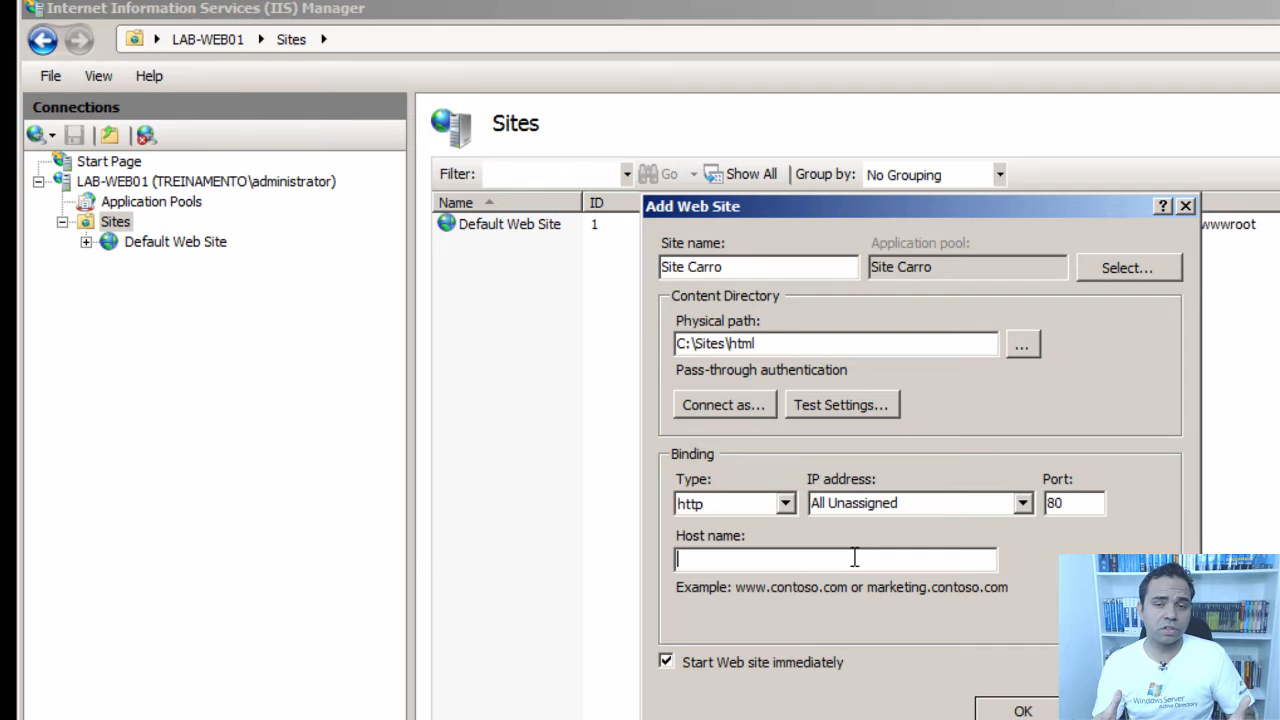 Internet Information Services (IIS) Manager
LAB-WEB01 Sites
File View Help
Connections
Start Page
LAB-WEB01 (TREINAMENTO\administrator)
Application Pools
Sites
Default Web Site
Sites
Filter: Go Show All Group by: No Grouping
Name ID
Default Web Site 1 wwwroot
Add Web Site
Site name: Application pool:
Site Carro Site Carro Select...
Content Directory
Physical path:
C:\Sites\html ...
Pass-through authentication
Connect as... Test Settings...
Binding
Type: IP address: Port:
http All Unassigned 80
Host name:
Example: www.contoso.com or marketing.contoso.com
Start Web site immediately
OK
Windows Server
Active Directory